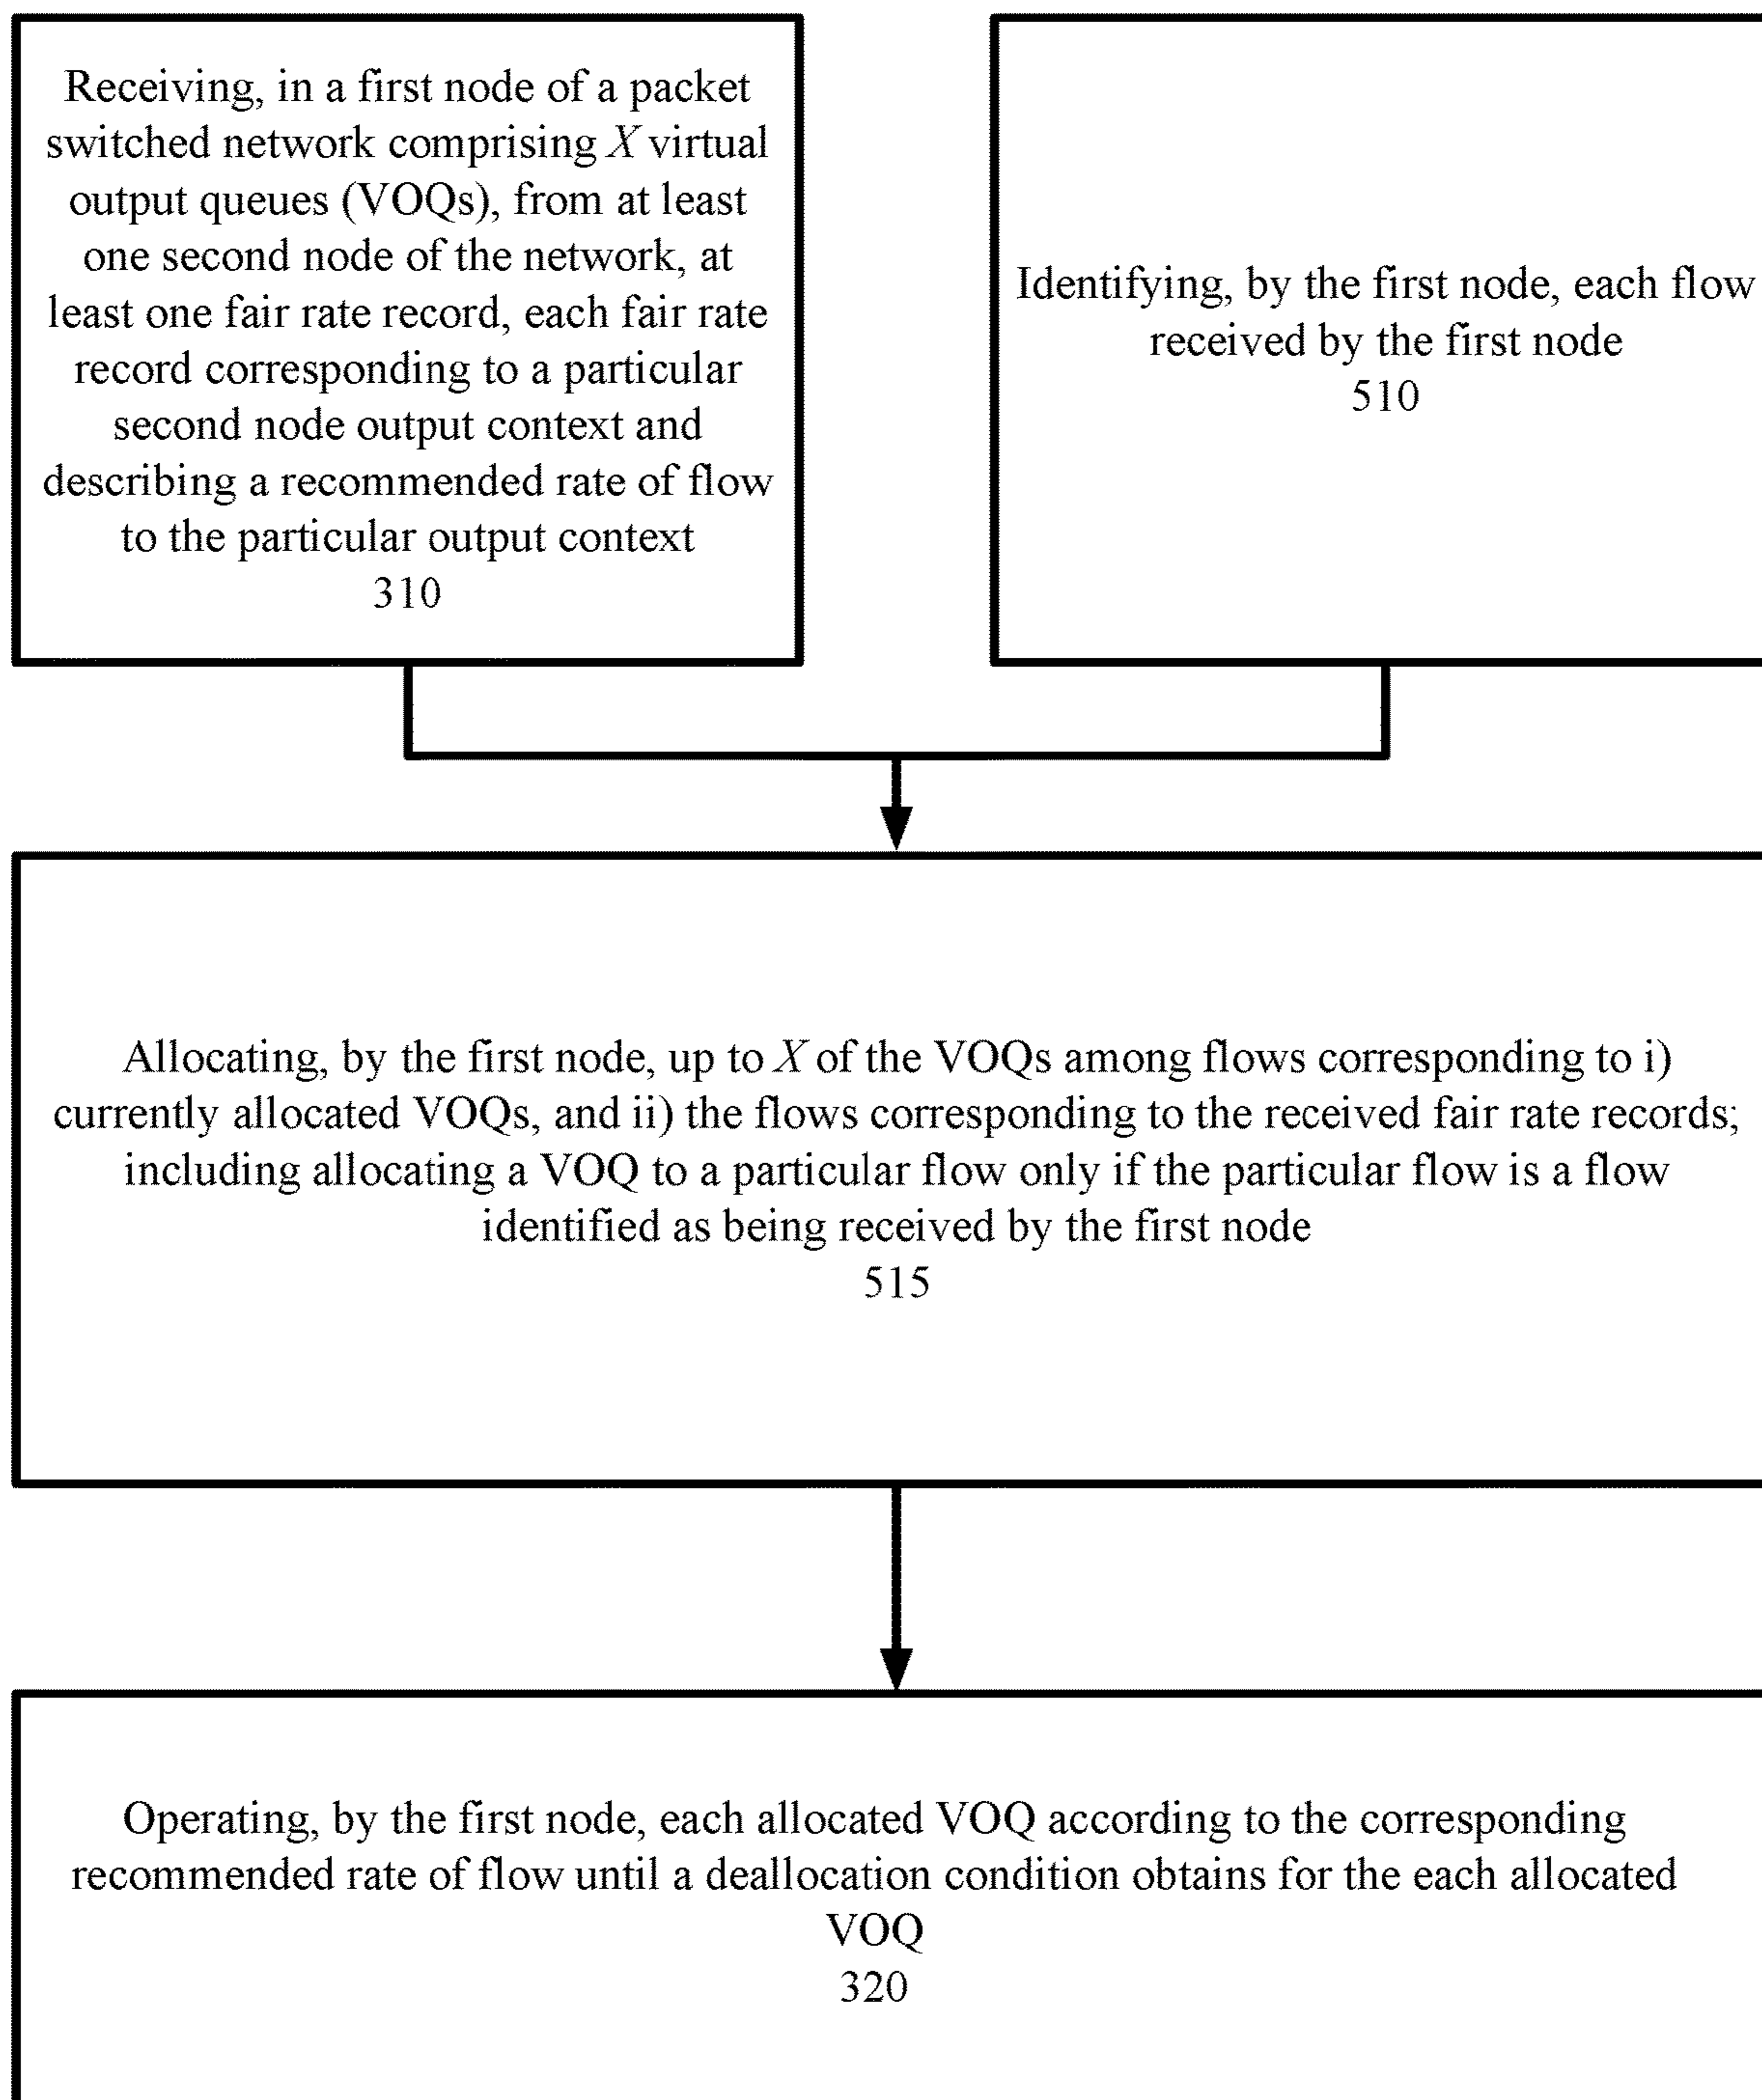 Receiving, in a first node of a packet
switched network comprising X virtual
output queues (VOQs), from at least
one second node of the network, at
least one fair rate record, each fair rate
record corresponding to a particular
second node output context and
describing a recommended rate of flow
to the particular output context
310
Identifying, by the first node, each flow
received by the first node
510
Allocating, by the first node, up to X of the VOQs among flows corresponding to i)
currently allocated VOQs, and ii) the flows corresponding to the received fair rate records;
including allocating a VOQ to a particular flow only if the particular flow is a flow
identified as being received by the first node
515
Operating, by the first node, each allocated VOQ according to the corresponding
recommended rate of flow until a deallocation condition obtains for the each allocated
VOQ
320